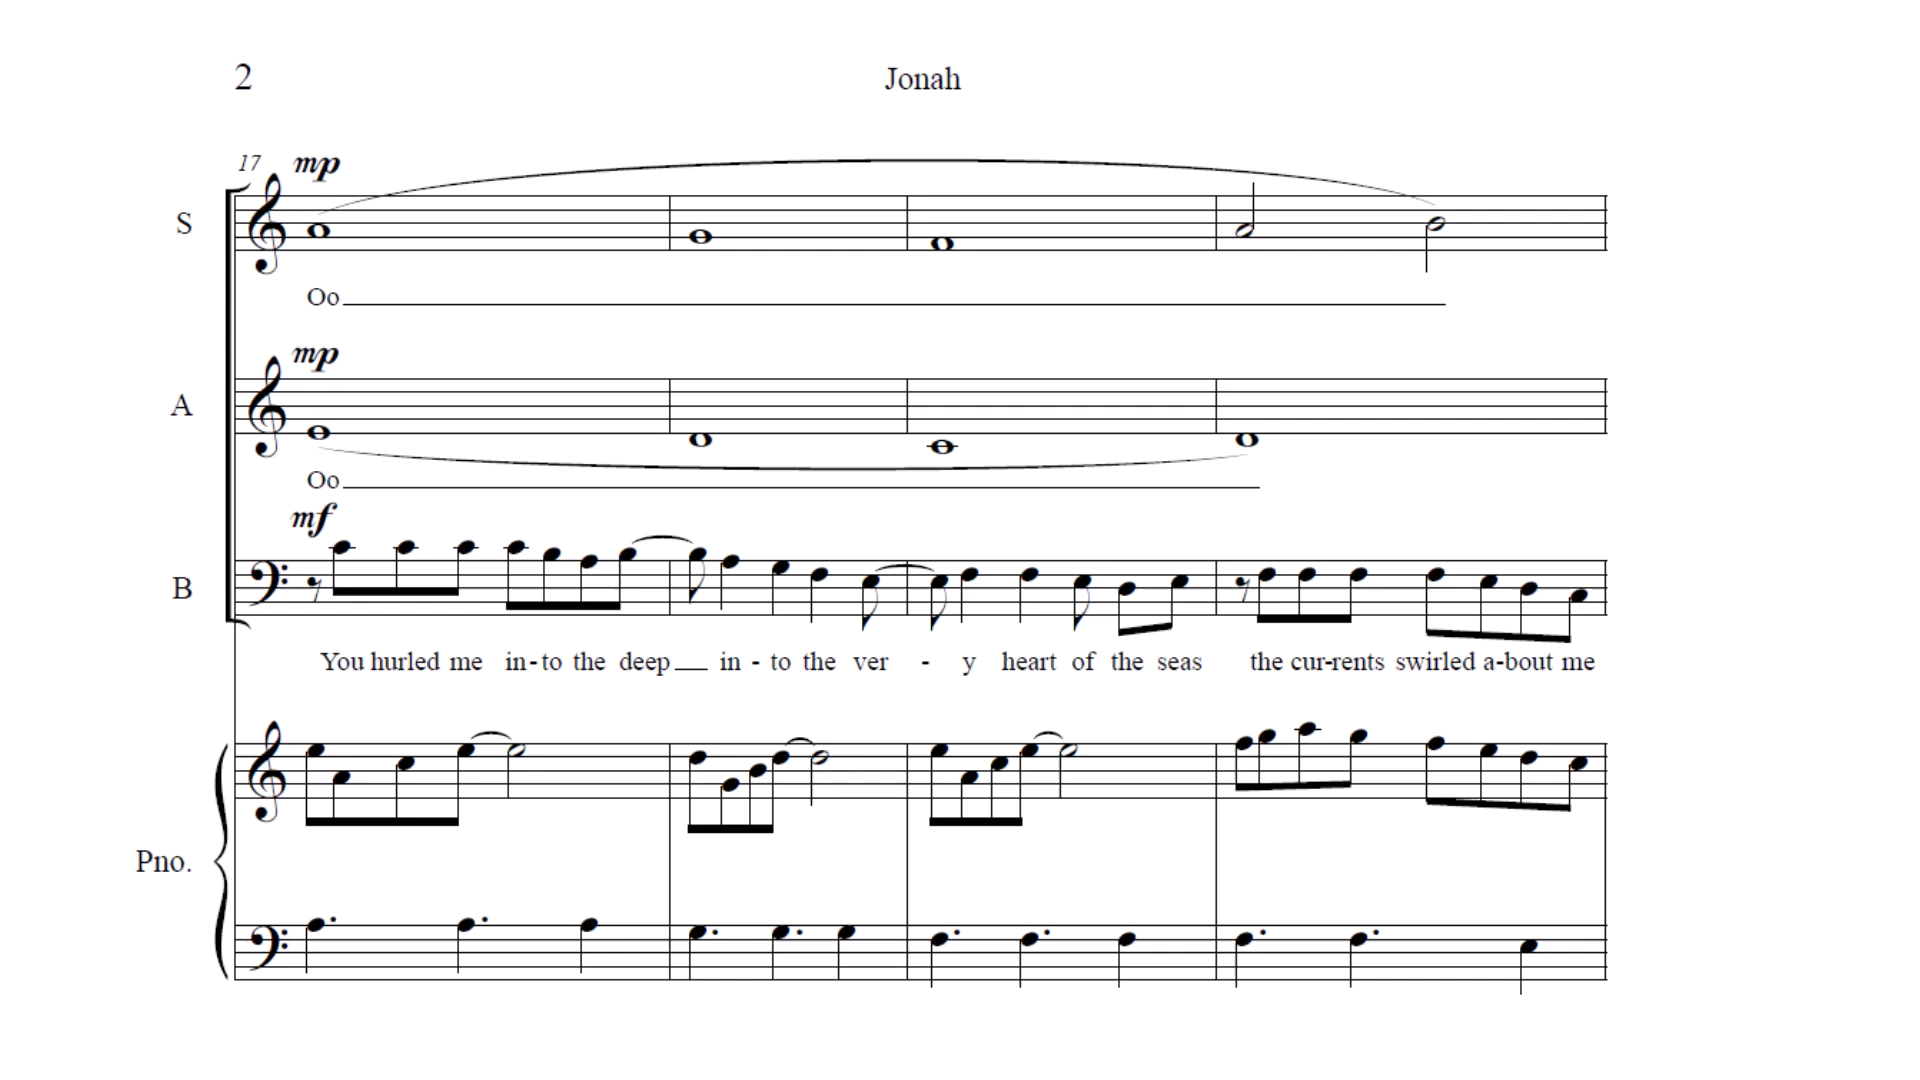 2
Jonah
17 mp
S
Oo
mp
A
Oo
mf
B
You hurled me in-to the deep in - to the ver - y heart of the seas the cur-rents swirled a-bout me
Pno.